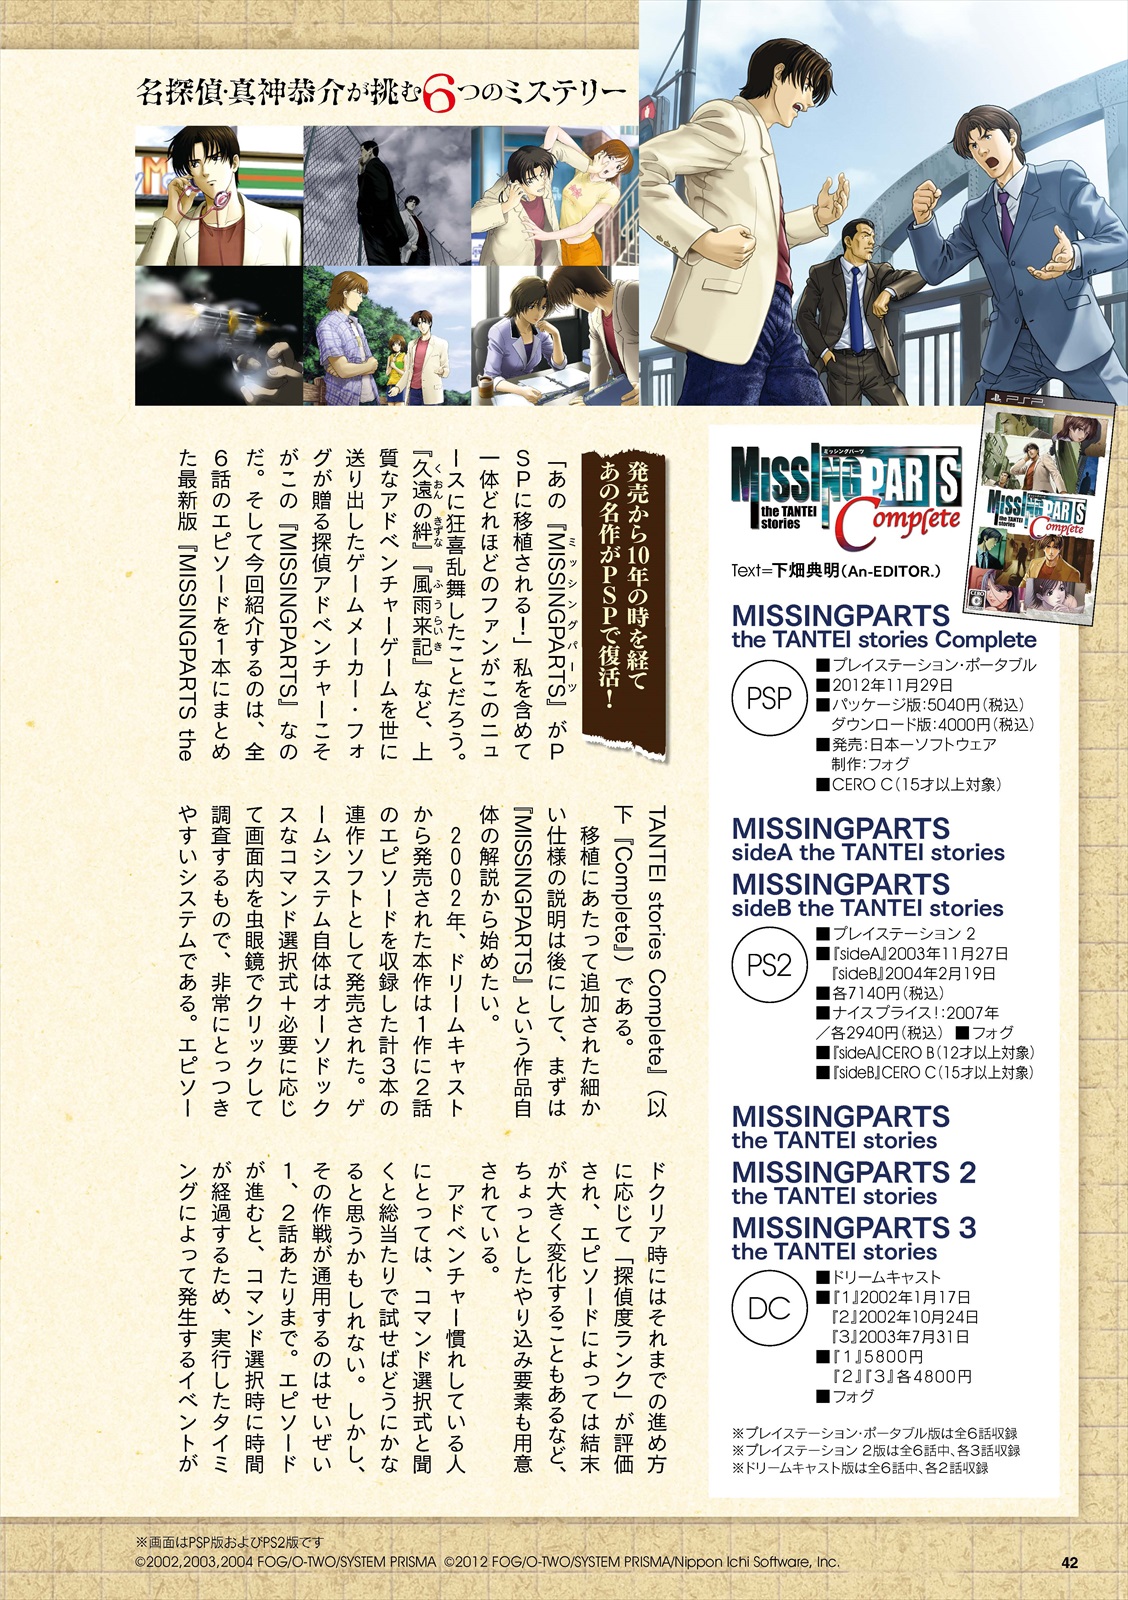 名探偵・真神恭介が挑む6つのミステリー
MISSINGPARTS
ミッシングパーツ
the TANTEI
stories
Complete
PSP
MISSINGPARTS
the TANTEI
stories
Complete
CERO
C
Text=下畑典明(An-EDITOR.)
MISSINGPARTS
the TANTEI stories Complete
PSP
■プレイステーション・ポータブル
■2012年11月29日
■パッケージ版：5040円（税込）
ダウンロード版：4000円（税込）
■発売：日本一ソフトウェア
制作：フォグ
■CERO C（15才以上対象）
MISSINGPARTS
sideA the TANTEI stories
MISSINGPARTS
sideB the TANTEI stories
PS2
■プレイステーション 2
■『sideA』2003年11月27日
『sideB』2004年2月19日
■各7140円（税込）
■ナイスプライス！：2007年
／各2940円（税込） ■フォグ
■『sideA』CERO B（12才以上対象）
■『sideB』CERO C（15才以上対象）
MISSINGPARTS
the TANTEI stories
MISSINGPARTS 2
the TANTEI stories
MISSINGPARTS 3
the TANTEI stories
DC
■ドリームキャスト
■『1』2002年1月17日
『2』2002年10月24日
『3』2003年7月31日
■『1』5800円
『2』『3』各4800円
■フォグ
※プレイステーション・ポータブル版は全6話収録
※プレイステーション 2版は全6話中、各3話収録
※ドリームキャスト版は全6話中、各2話収録
発売から10年の時を経て
あの名作がPSPで復活！
「あの『MISSINGPARTS』がP
ミッシングパーツ
SPに移植される！」私を含めて
一体どれほどのファンがこのニュ
ースに狂喜乱舞したことだろう。
『久遠の絆』『風雨来記』など、上
くおん きずな ふうらいき
質なアドベンチャーゲームを世に
送り出したゲームメーカー・フォ
グが贈る探偵アドベンチャーこそ
がこの『MISSINGPARTS』なの
だ。そして今回紹介するのは、全
6話のエピソードを1本にまとめ
た最新版『MISSINGPARTS the
TANTEI stories Complete』（以
下『Complete』）である。
移植にあたって追加された細か
い仕様の説明は後にして、まずは
『MISSINGPARTS』という作品自
体の解説から始めたい。
2002年、ドリームキャスト
から発売された本作は1作に2話
のエピソードを収録した計3本の
連作ソフトとして発売された。ゲ
ームシステム自体はオーソドック
スなコマンド選択式＋必要に応じ
て画面内を虫眼鏡でクリックして
調査するもので、非常にとっつき
やすいシステムである。エピソー
ドクリア時にはそれまでの進め方
に応じて「探偵度ランク」が評価
され、エピソードによっては結末
が大きく変化することもあるなど、
ちょっとしたやり込み要素も用意
されている。
アドベンチャー慣れしている人
にとっては、コマンド選択式と聞
くと総当たりで試せばどうにかな
ると思うかもしれない。しかし、
その作戦が通用するのはせいぜい
1、2話あたりまで。エピソード
が進むと、コマンド選択時に時間
が経過するため、実行したタイミ
ングによって発生するイベントが
※画面はPSP版およびPS2版です
©2002,2003,2004 FOG/O-TWO/SYSTEM PRISMA ©2012 FOG/O-TWO/SYSTEM PRISMA/Nippon Ichi Software, Inc.
42